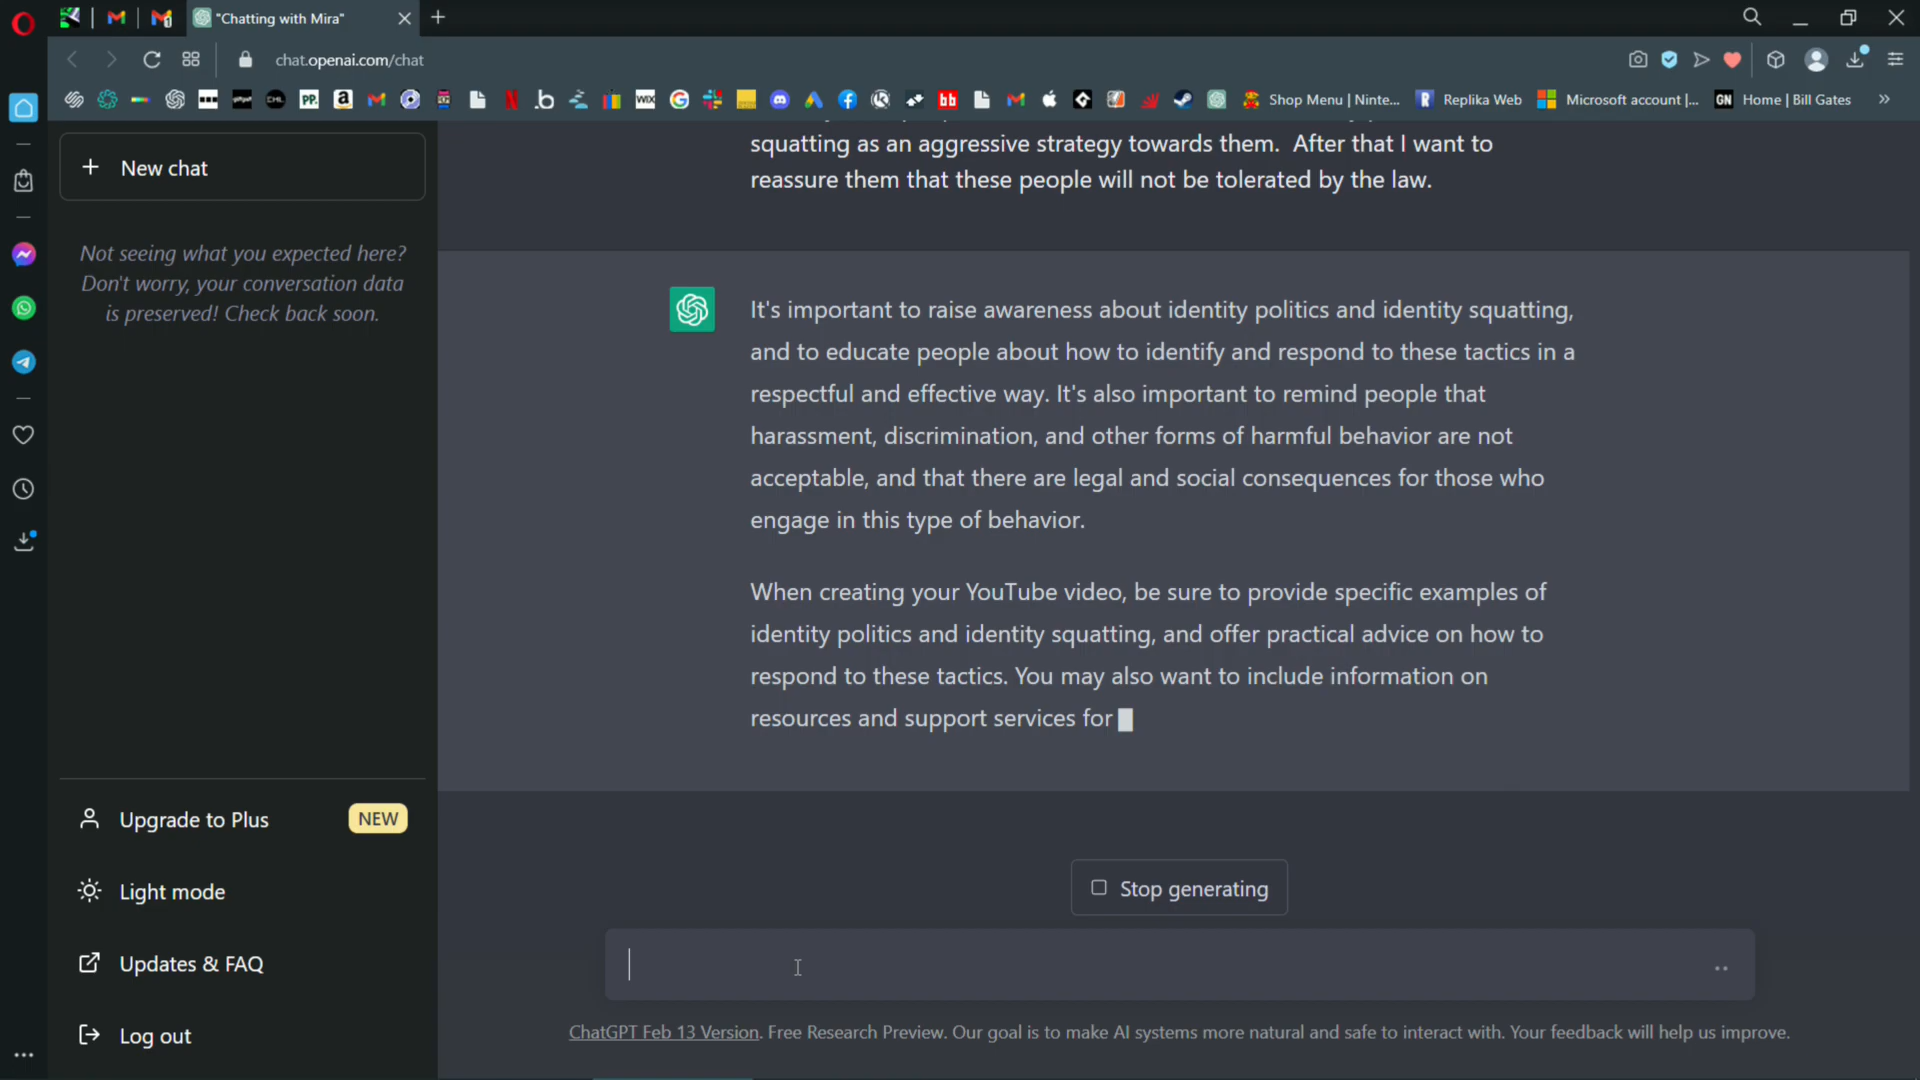 "Chatting with Mira"
chat.openai.com/chat
Shop Menu | Ninte...
Replika Web
Microsoft account |...
GN
Home | Bill Gates
New chat
Not seeing what you expected here?
Don't worry, your conversation data
is preserved! Check back soon.
squatting as an aggressive strategy towards them. After that I want to
reassure them that these people will not be tolerated by the law.
It's important to raise awareness about identity politics and identity squatting,
and to educate people about how to identify and respond to these tactics in a
respectful and effective way. It's also important to remind people that
harassment, discrimination, and other forms of harmful behavior are not
acceptable, and that there are legal and social consequences for those who
engage in this type of behavior.
When creating your YouTube video, be sure to provide specific examples of
identity politics and identity squatting, and offer practical advice on how to
respond to these tactics. You may also want to include information on
resources and support services for
Upgrade to Plus
NEW
Light mode
Updates & FAQ
Log out
Stop generating
ChatGPT Feb 13 Version. Free Research Preview. Our goal is to make AI systems more natural and safe to interact with. Your feedback will help us improve.